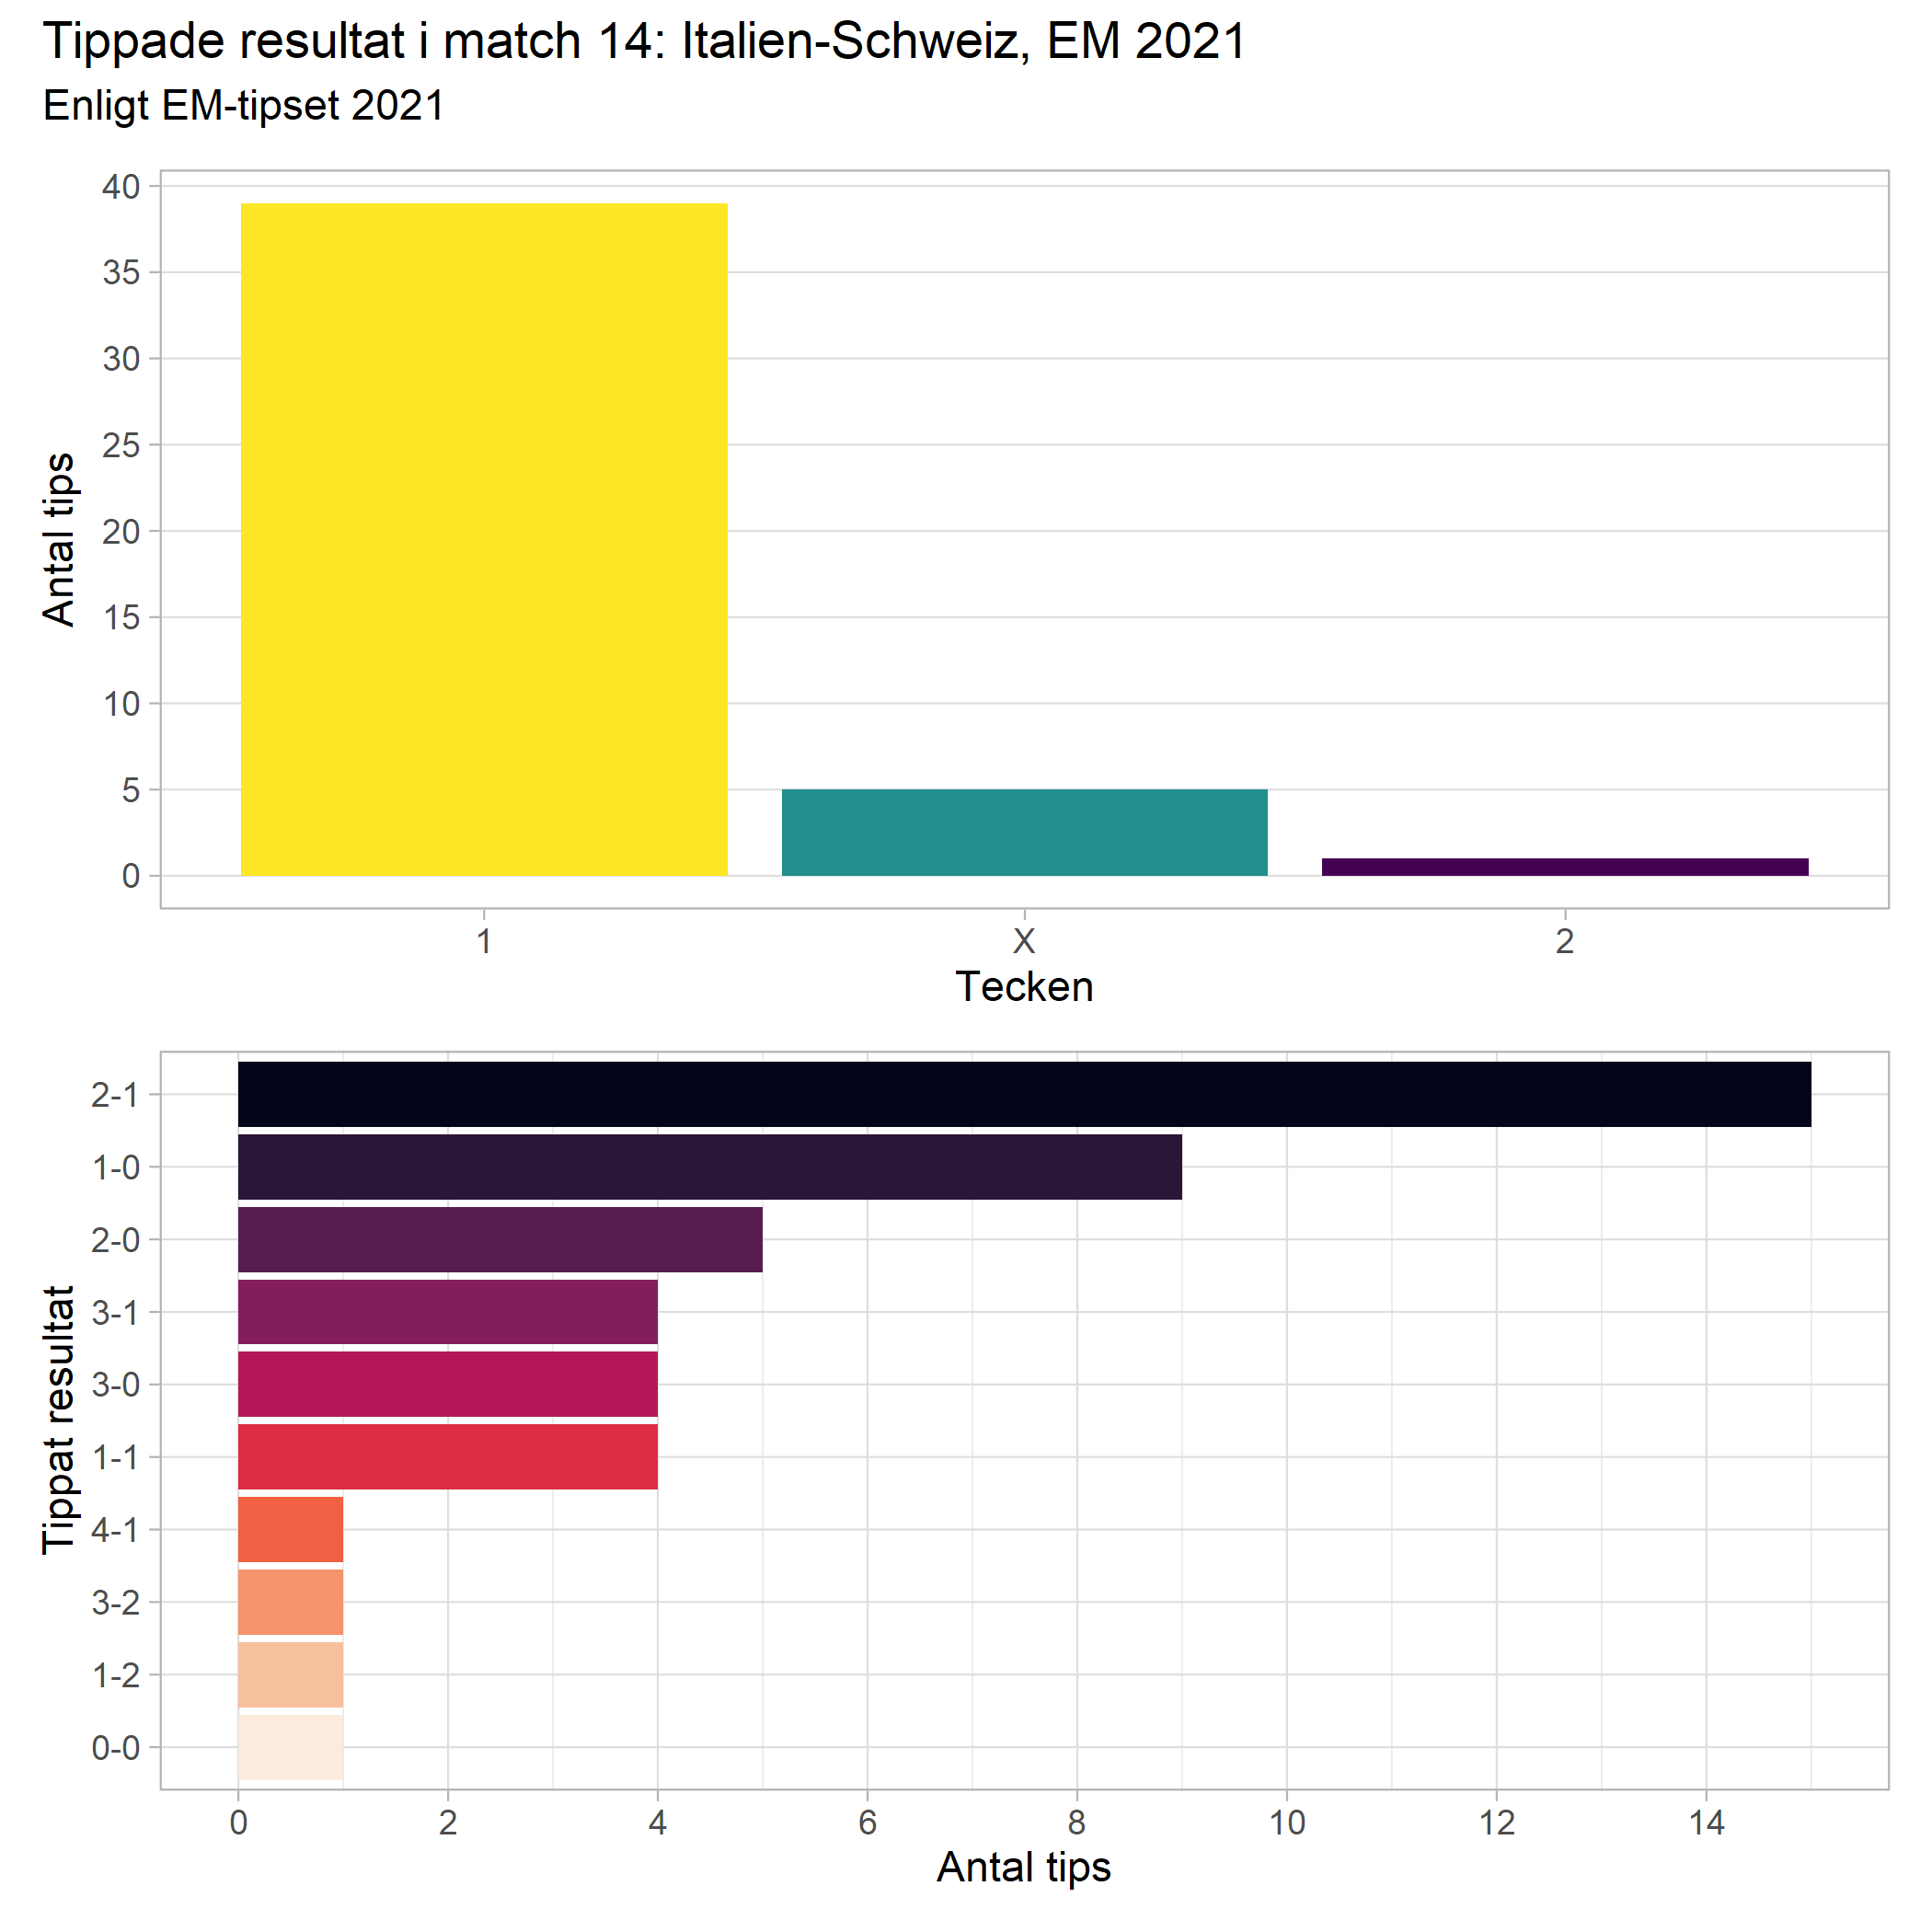 Tippade resultat i match 14: Italien-Schweiz, EM 2021
Enligt EM-tipset 2021
Antal tips
40
35
30
25
20
15
10
5
0
1 X 2
Tecken
Tippat resultat
2-1
1-0
2-0
3-1
3-0
1-1
4-1
3-2
1-2
0-0
0 2 4 6 8 10 12 14
Antal tips